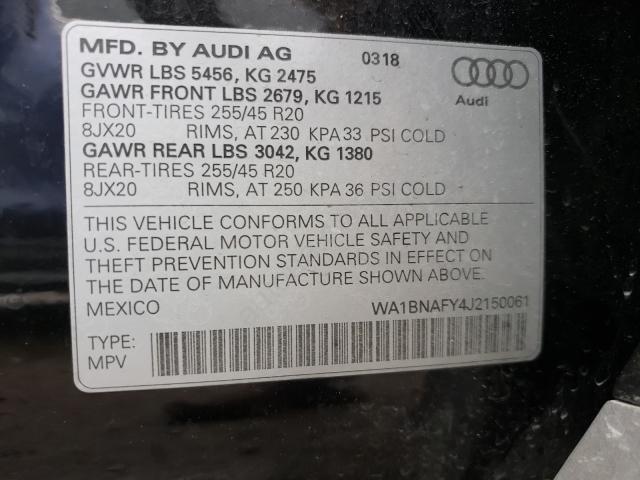 MFD. BY AUDI AG 0318
GVWR LBS 5456, KG 2475
GAWR FRONT LBS 2679, KG 1215
FRONT-TIRES 255/45 R20
8JX20 RIMS, AT 230 KPA 33 PSI COLD
GAWR REAR LBS 3042, KG 1380
REAR-TIRES 255/45 R20
8JX20 RIMS, AT 250 KPA 36 PSI COLD
Audi
THIS VEHICLE CONFORMS TO ALL APPLICABLE
U.S. FEDERAL MOTOR VEHICLE SAFETY AND
THEFT PREVENTION STANDARDS IN EFFECT ON
THE DATE OF MANUFACTURE SHOWN ABOVE.
MEXICO WA1BNAFY4J2150061
TYPE:
MPV